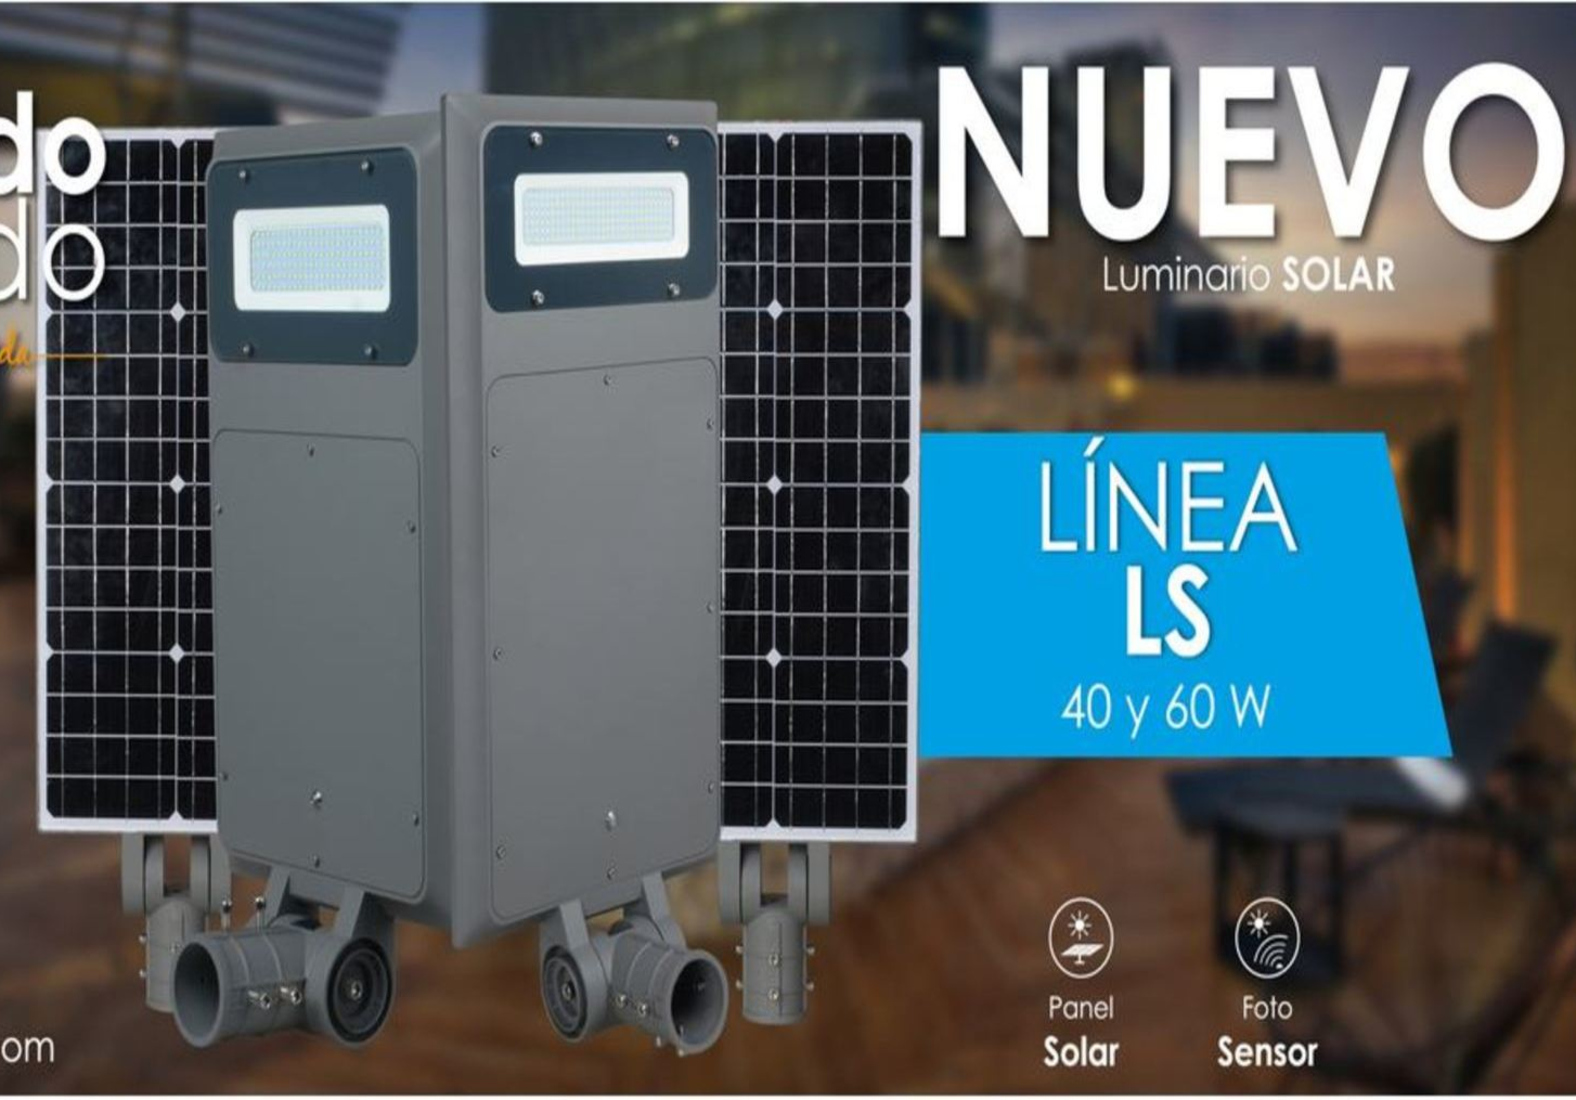 NUEVO
Luminario SOLAR
LÍNEA
LS
40 y 60 W
Panel
Solar
Foto
Sensor